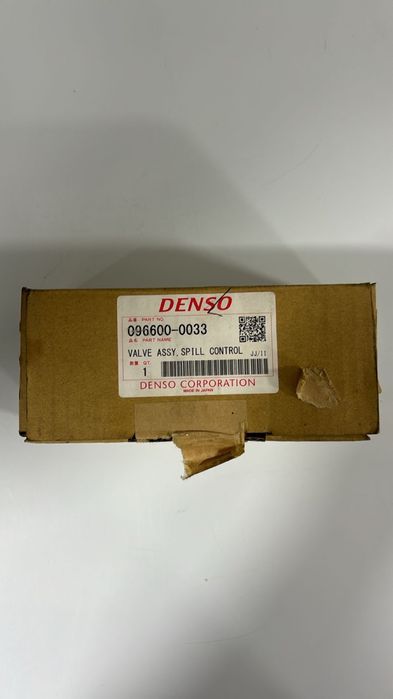 DENSO
品番 PART NO.
096600-0033
品名 PART NAME
VALVE ASSY, SPILL CONTROL JJ/11
数量 QT.
1
DENSO CORPORATION
MADE IN JAPAN